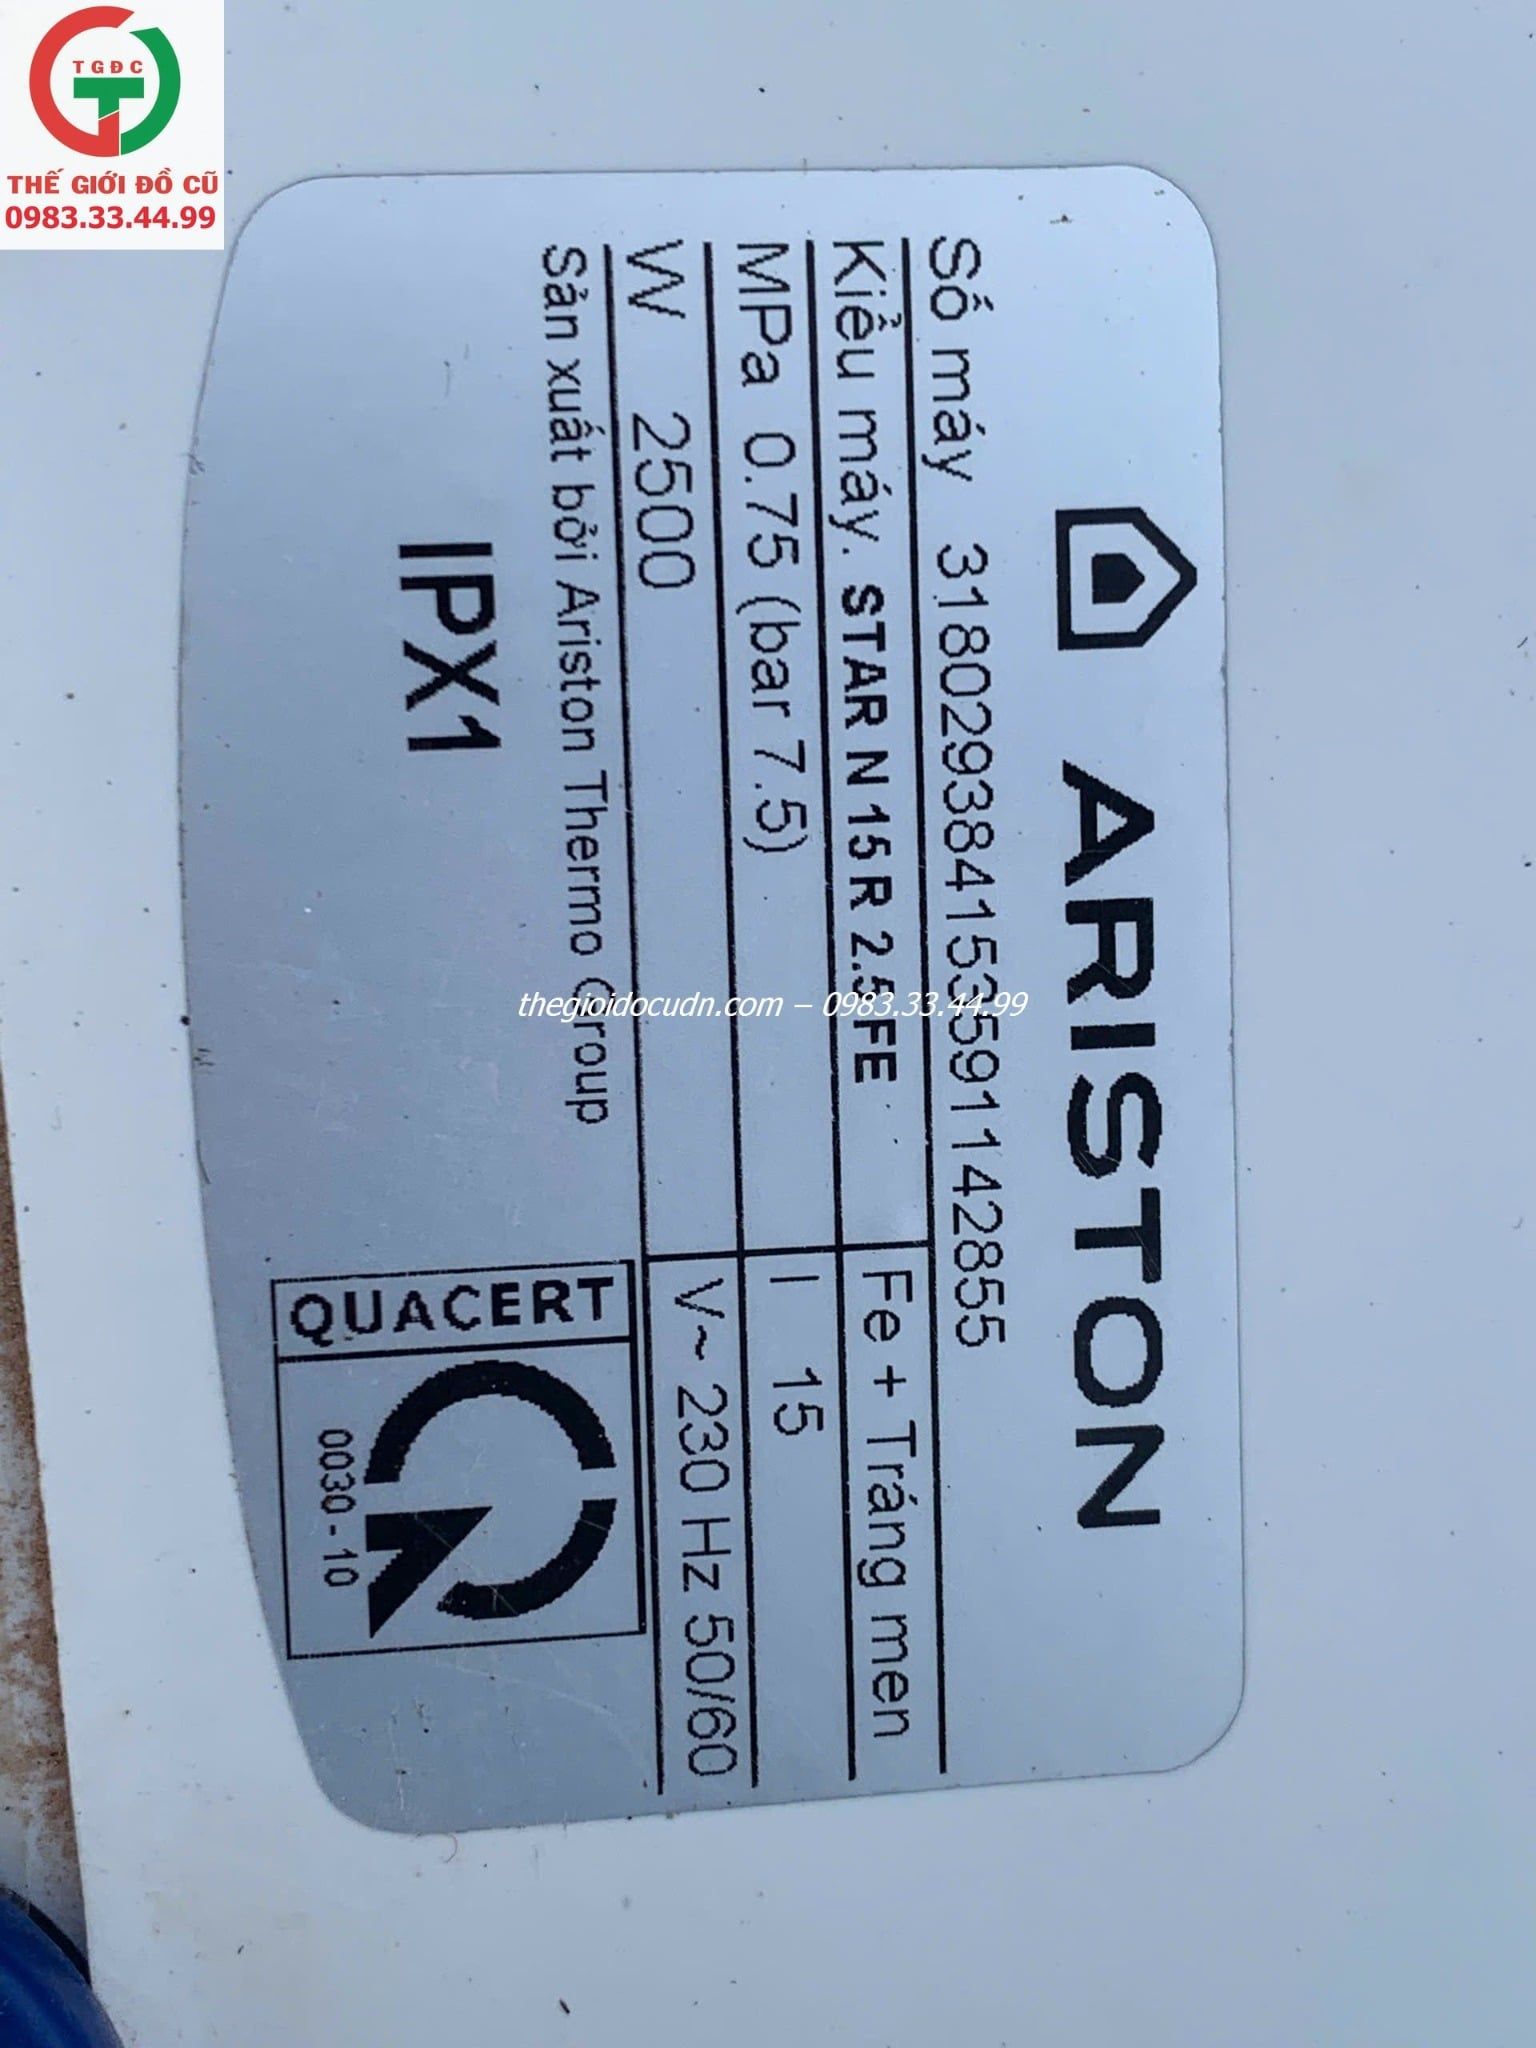 TGĐC
THẾ GIỚI ĐỒ CŨ
0983.33.44.99
ARISTON
Số máy 318029384153591142855
Kiểu máy. STAR N 15 R 2.5 FE
Fe + Tráng men
MPa 0.75 (bar 7.5)
l 15
W 2500
V~ 230 Hz 50/60
Sản xuất bởi Ariston Thermo Group
IPX1
QUACERT
0030 - 10
thegioidocudn.com – 0983.33.44.99